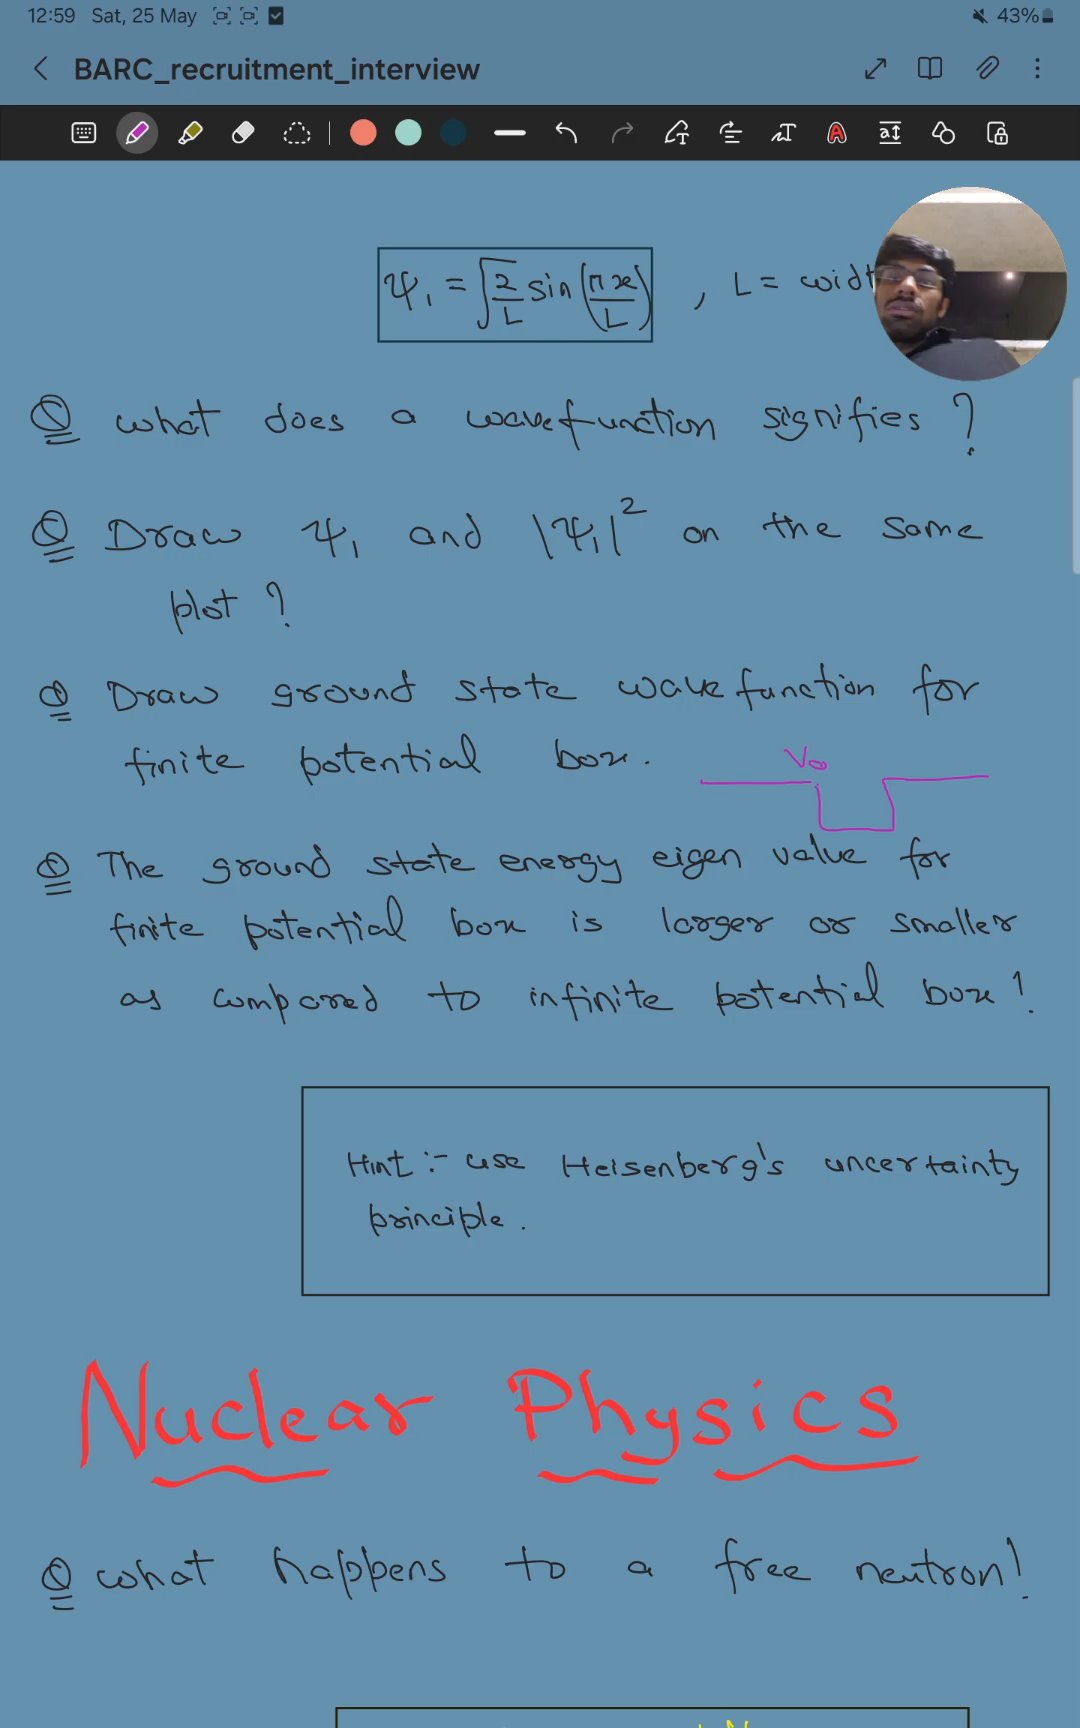 12:59 Sat, 25 May 43%
BARC_recruitment_interview
ψ₁ = √(2/L) sin(πx/L) , L = widt
Q what does a wavefunction signifies ?
Q Draw ψ₁ and |ψ₁|² on the same
plot ?
Q Draw ground state wavefunction for
finite potential box.
V₀
Q The ground state energy eigen value for
finite potential box is larger or smaller
as compared to infinite potential box ?
Hint :- use Heisenberg's uncertainty
principle.
Nuclear Physics
Q what happens to a free neutron ?